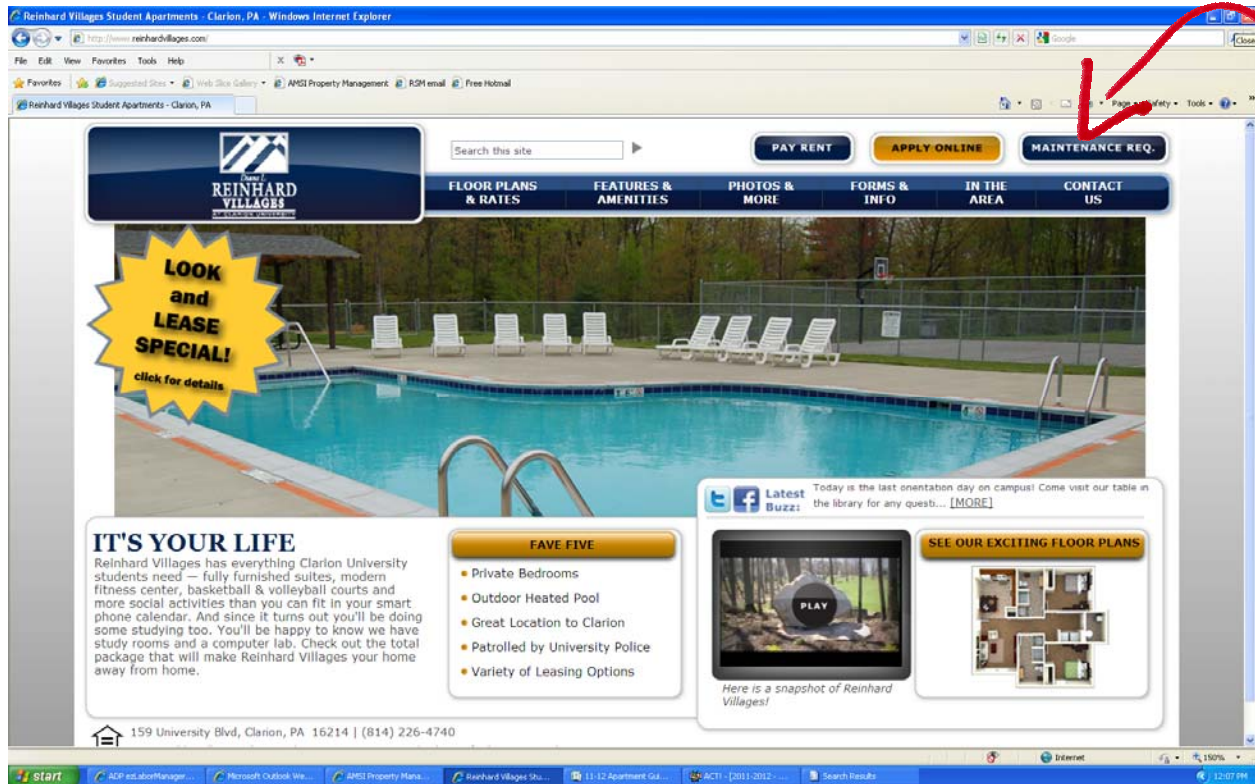 Reinhard Villages Student Apartments - Clarion, PA - Windows Internet Explorer
http://www.reinhardvillages.com/
Google
Close
File Edit View Favorites Tools Help
Favorites Suggested Sites Web Slice Gallery AMSI Property Management RSM email Free Hotmail
Reinhard Villages Student Apartments - Clarion, PA
Page Safety Tools
Diane L.
REINHARD
VILLAGES
AT CLARION UNIVERSITY
Search this site
PAY RENT
APPLY ONLINE
MAINTENANCE REQ.
FLOOR PLANS & RATES
FEATURES & AMENITIES
PHOTOS & MORE
FORMS & INFO
IN THE AREA
CONTACT US
LOOK
and
LEASE
SPECIAL!
click for details
Latest Buzz:
Today is the last orientation day on campus! Come visit our table in
the library for any questi... [MORE]
IT'S YOUR LIFE
Reinhard Villages has everything Clarion University
students need — fully furnished suites, modern
fitness center, basketball & volleyball courts and
more social activities than you can fit in your smart
phone calendar. And since it turns out you'll be doing
some studying too. You'll be happy to know we have
study rooms and a computer lab. Check out the total
package that will make Reinhard Villages your home
away from home.
FAVE FIVE
Private Bedrooms
Outdoor Heated Pool
Great Location to Clarion
Patrolled by University Police
Variety of Leasing Options
PLAY
Here is a snapshot of Reinhard
Villages!
SEE OUR EXCITING FLOOR PLANS
159 University Blvd, Clarion, PA 16214 | (814) 226-4740
Internet
150%
start
ADP ezLaborManager...
Microsoft Outlook We...
AMSI Property Mana...
Reinhard Villages Stu...
11-12 Apartment Gui...
ACT! - [2011-2012 - ...
Search Results
12:07 PM